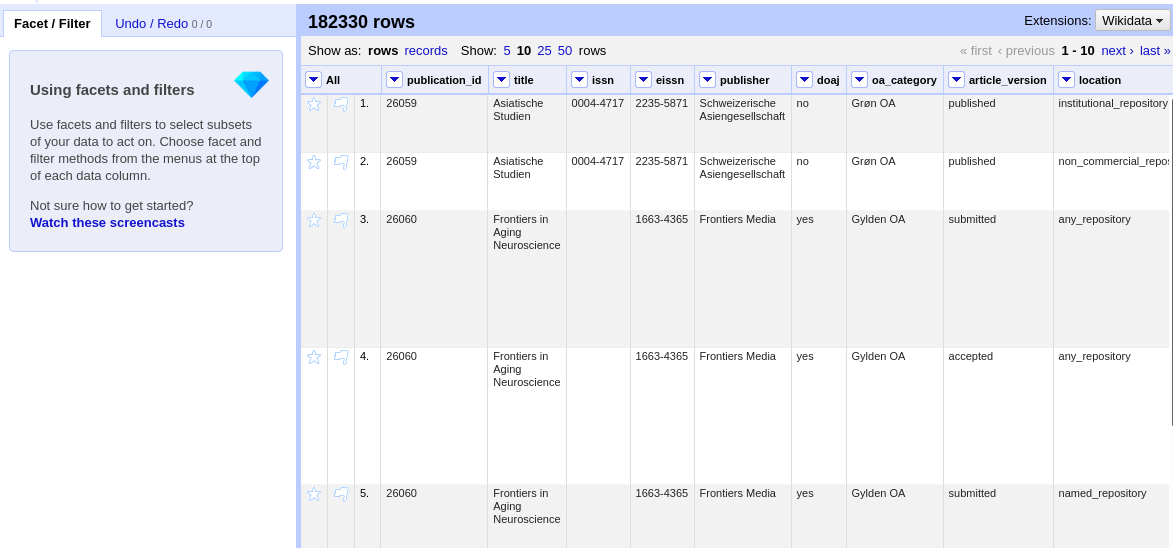 Facet / Filter Undo / Redo 0 / 0
Using facets and filters
Use facets and filters to select subsets
of your data to act on. Choose facet and
filter methods from the menus at the top
of each data column.
Not sure how to get started?
Watch these screencasts
182330 rows
Extensions: Wikidata
Show as: rows records Show: 5 10 25 50 rows
« first ‹ previous 1 - 10 next › last »
All publication_id title issn eissn publisher doaj oa_category article_version location
1. 26059 Asiatische 0004-4717 2235-5871 Schweizerische no Grøn OA published institutional_repository
Studien Asiengesellschaft
2. 26059 Asiatische 0004-4717 2235-5871 Schweizerische no Grøn OA published non_commercial_repos
Studien Asiengesellschaft
3. 26060 Frontiers in 1663-4365 Frontiers Media yes Gylden OA submitted any_repository
Aging
Neuroscience
4. 26060 Frontiers in 1663-4365 Frontiers Media yes Gylden OA accepted any_repository
Aging
Neuroscience
5. 26060 Frontiers in 1663-4365 Frontiers Media yes Gylden OA submitted named_repository
Aging
Neuroscience